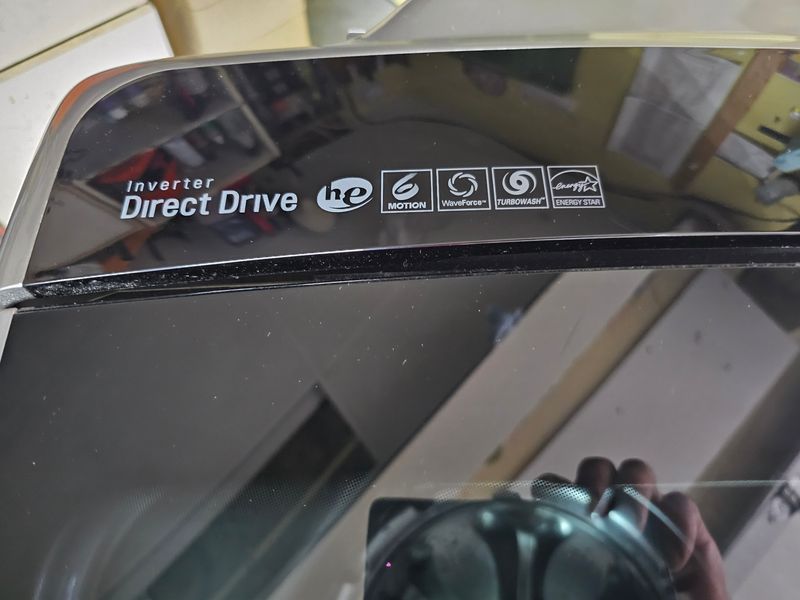 Inverter
Direct Drive
he
6 MOTION
WaveForce™
TURBOWASH™
energy
ENERGY STAR